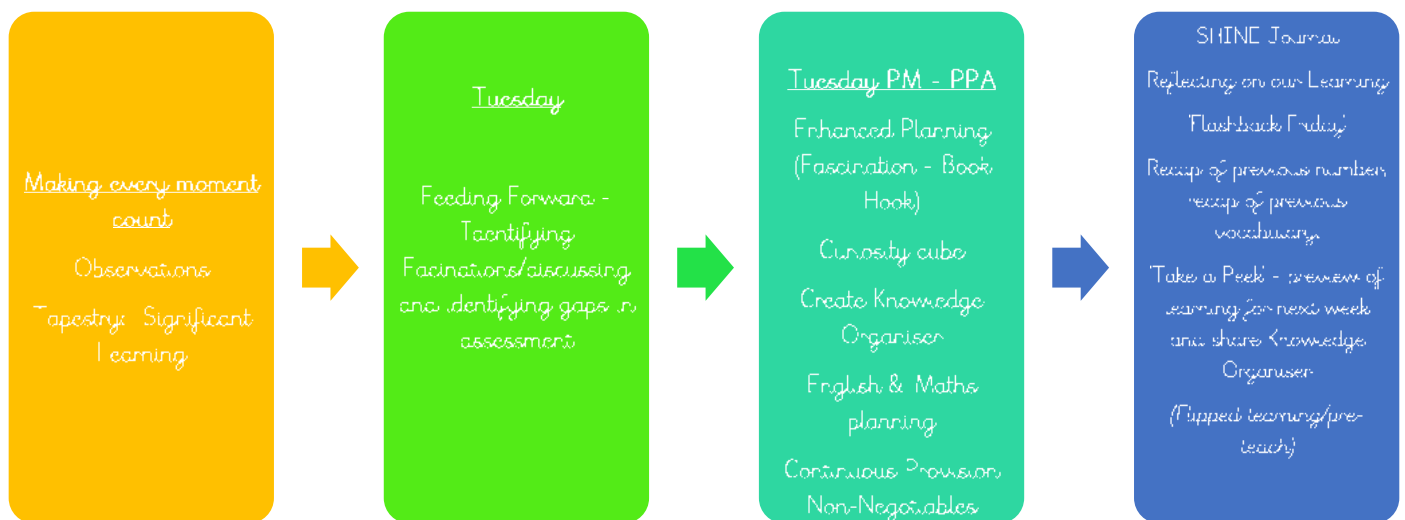 Making every moment
count
Observations
Tapestry: Significant
Learning
Tuesday
Feeding Forward -
Identifying
Facinations/discussing
and identifying gaps in
assessment
Tuesday PM - PPA
Enhanced Planning
(Fascination - Book
Hook)
Curiosity cube
Create Knowledge
Organiser
English & Maths
planning
Continuous Provision
Non-Negotiables
SHINE Journal
Reflecting on our Learning
'Flashback Friday'
Recap of previous number,
recap of previous
vocabulary.
'Take a Peek' - preview of
learning for next week
and share Knowledge
Organiser
(Flipped learning/pre-
teach)